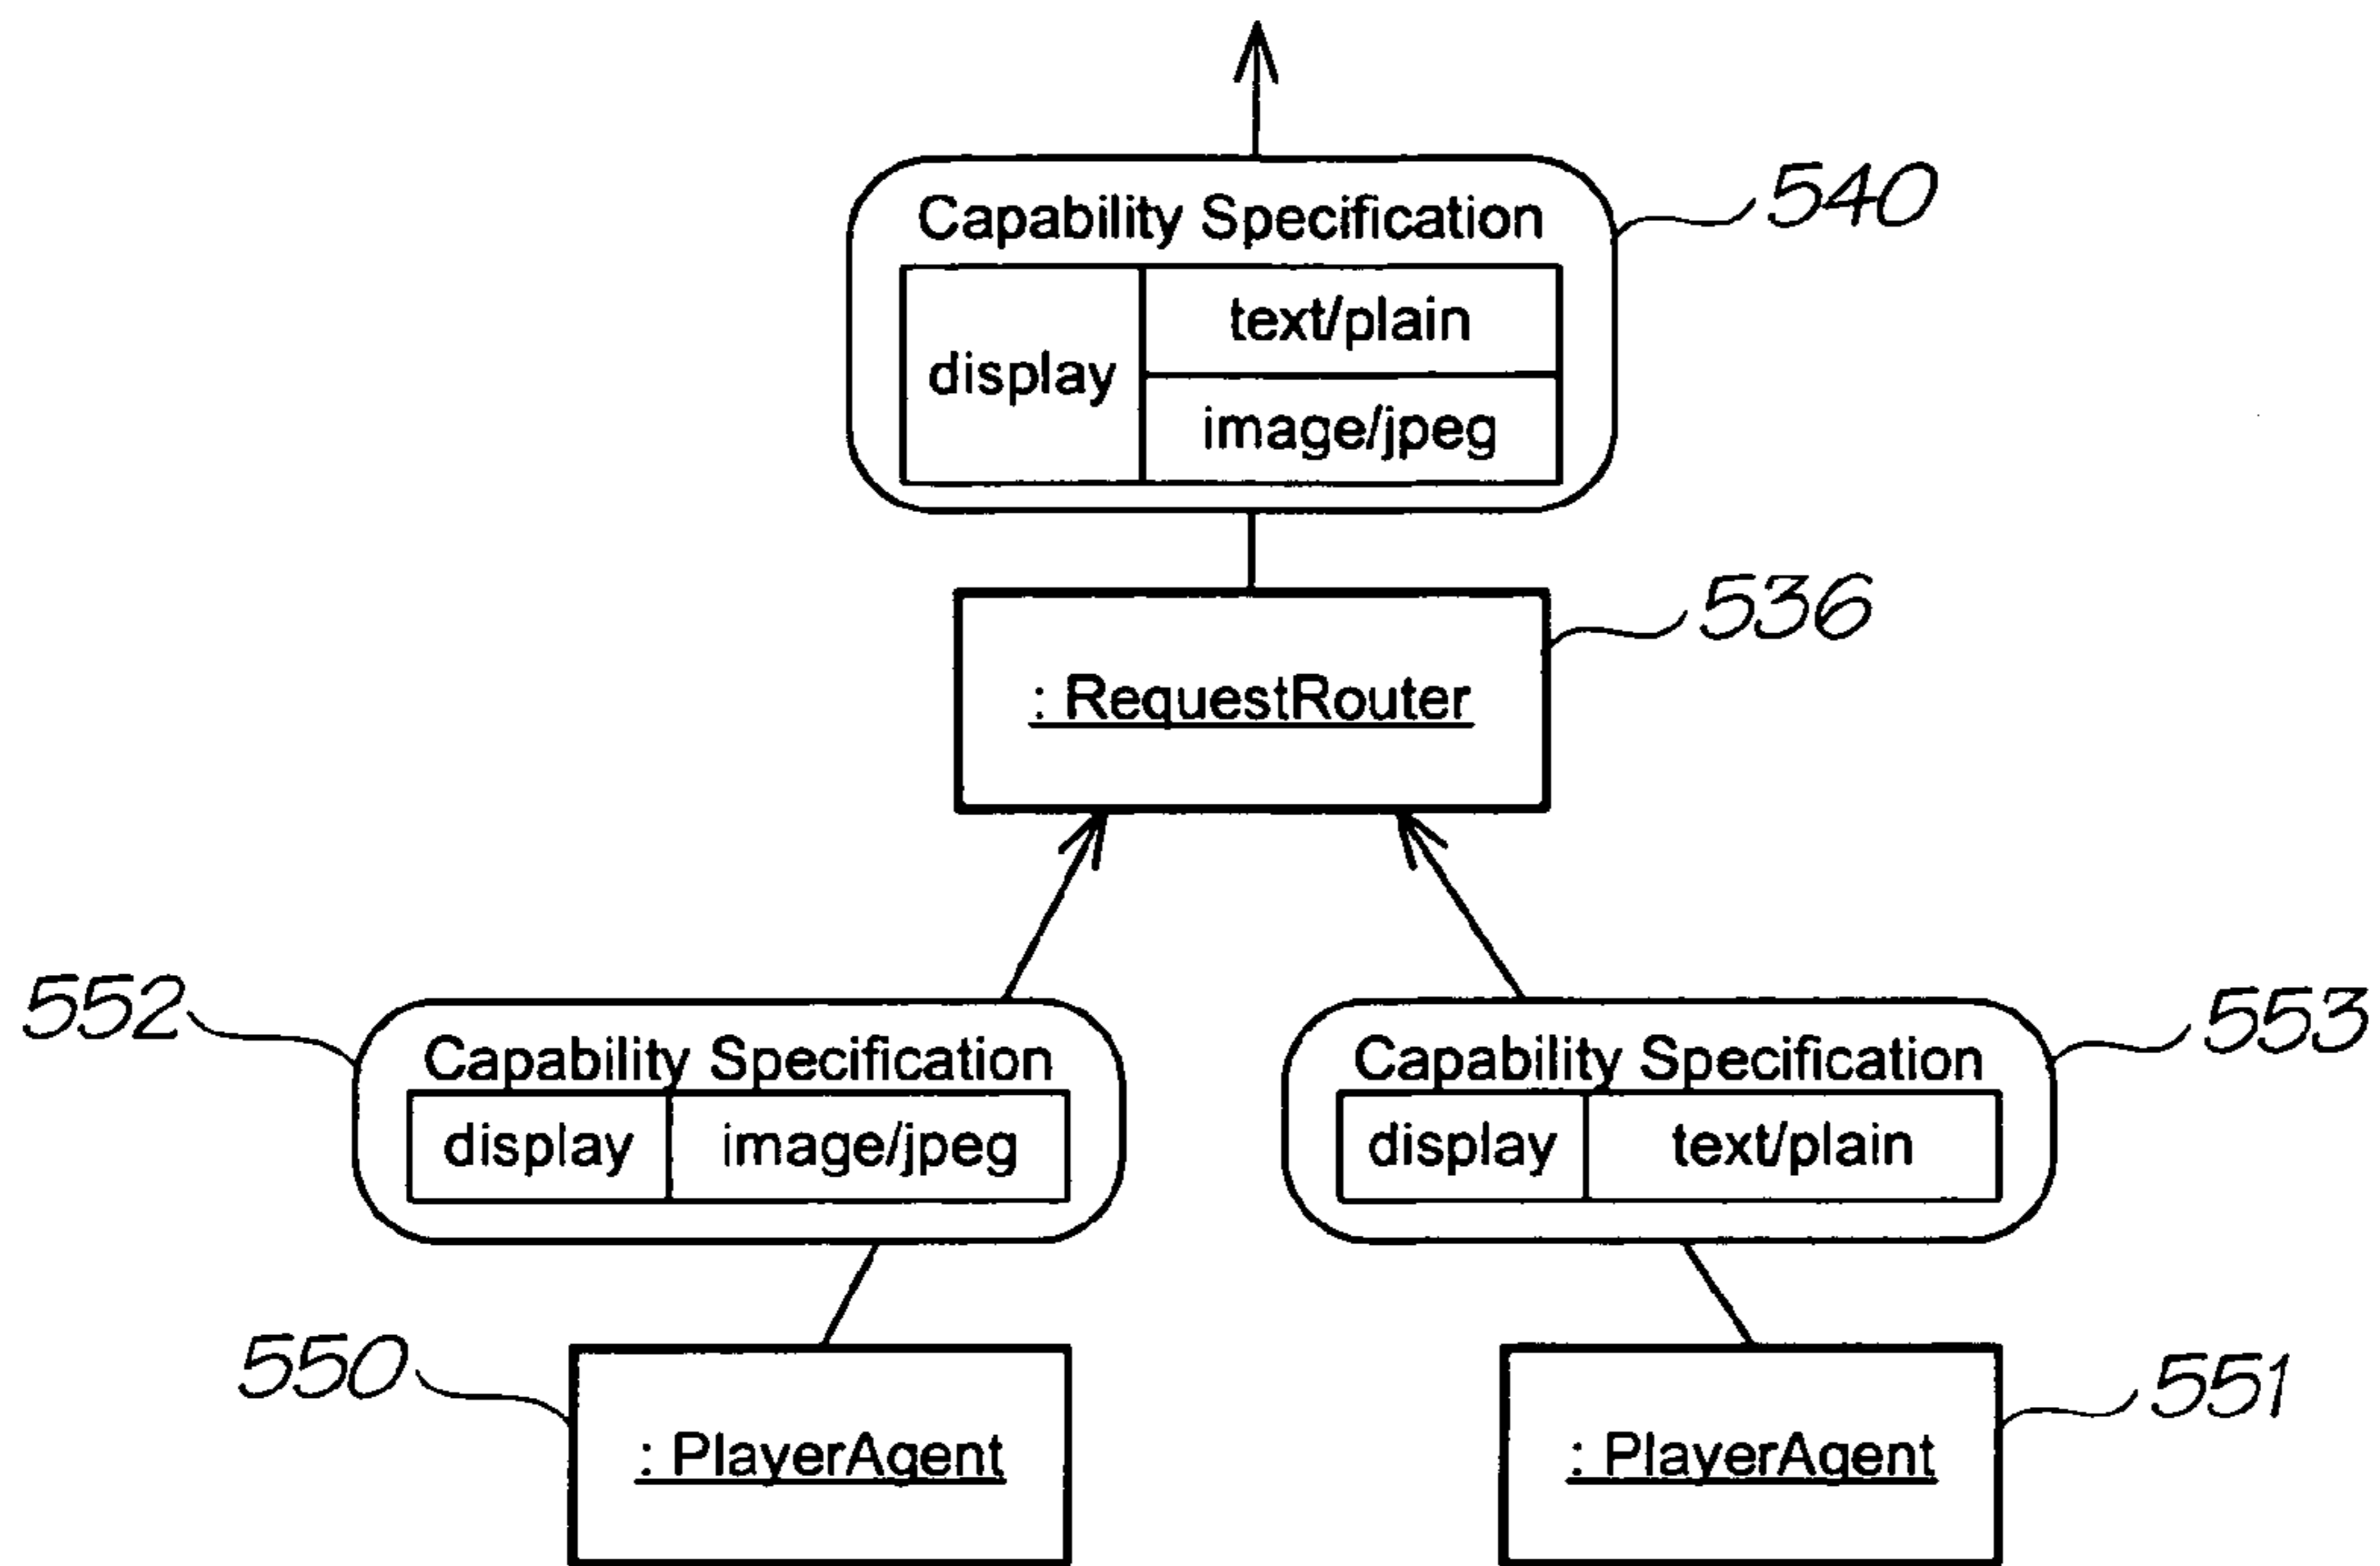 Capability Specification
540
display
text/plain
image/jpeg
536
: RequestRouter
552
Capability Specification
display image/jpeg
Capability Specification
553
display text/plain
550
: PlayerAgent
: PlayerAgent
551